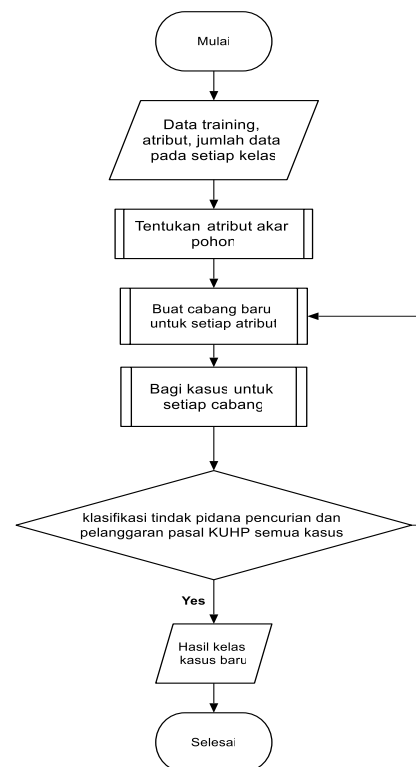 Mulai
Data training,
atribut, jumlah data
pada setiap kelas
Tentukan atribut akar
pohon
Buat cabang baru
untuk setiap atribut
Bagi kasus untuk
setiap cabang
klasifikasi tindak pidana pencurian dan
pelanggaran pasal KUHP semua kasus
Yes
Hasil kelas
kasus baru
Selesai